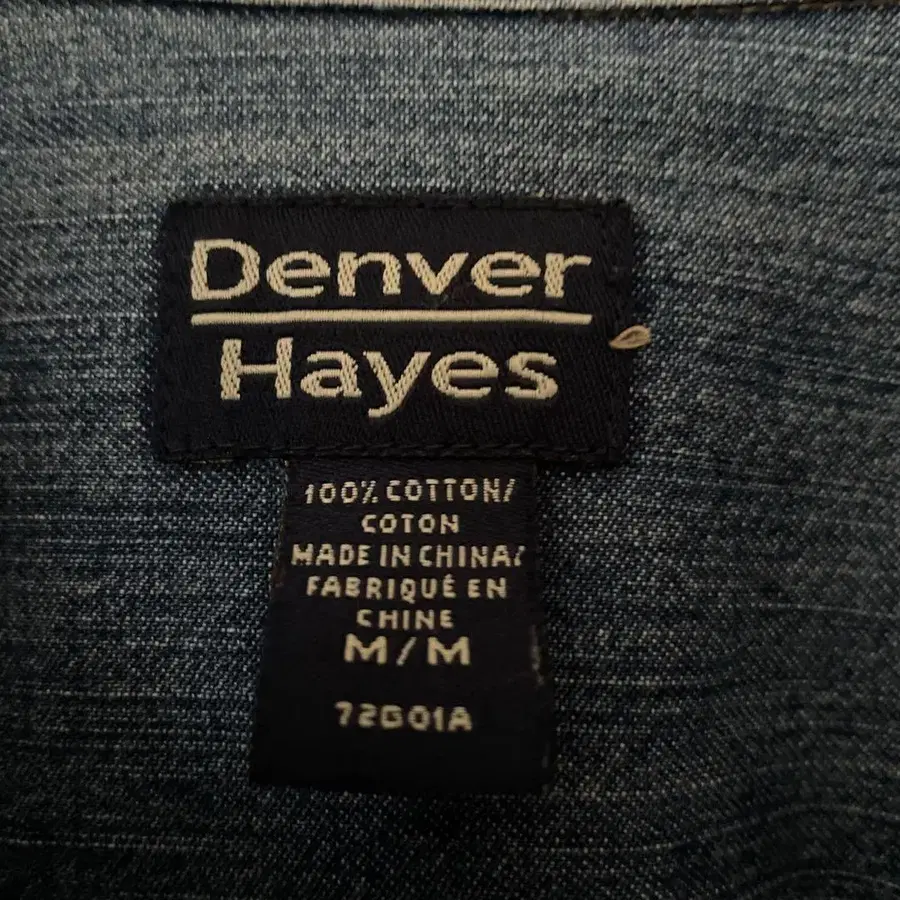 Denver
Hayes
100% COTTON/
COTON
MADE IN CHINA/
FABRIQUÉ EN
CHINE
M/M
72G01A